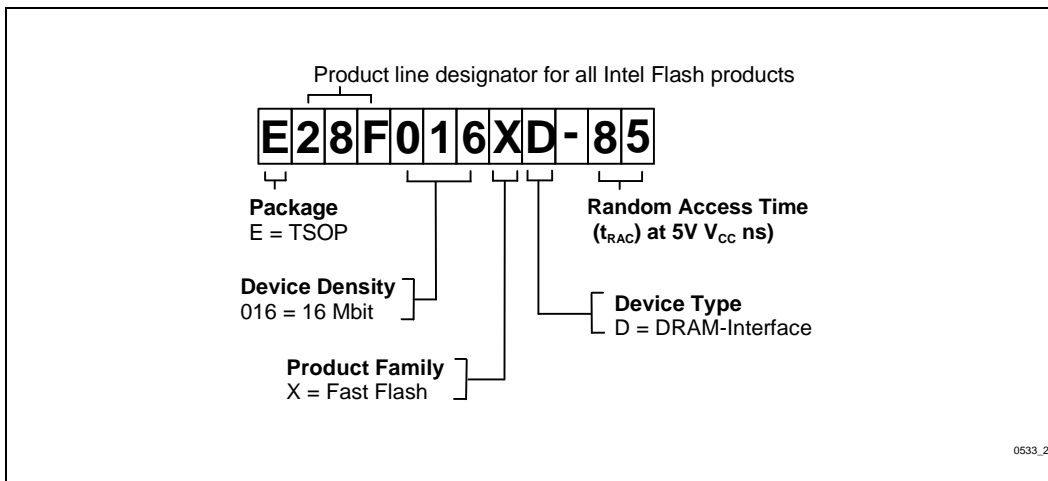 Product line designator for all Intel Flash products
E28F016XD-85
Package
E = TSOP
Random Access Time
(tRAC) at 5V VCC ns)
Device Density
016 = 16 Mbit
Device Type
D = DRAM-Interface
Product Family
X = Fast Flash
0533_2